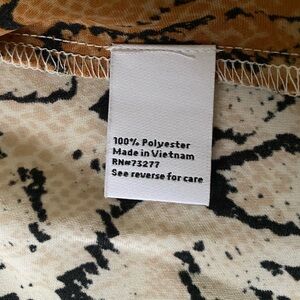 100% Polyester
Made in Vietnam
RN#73277
See reverse for care